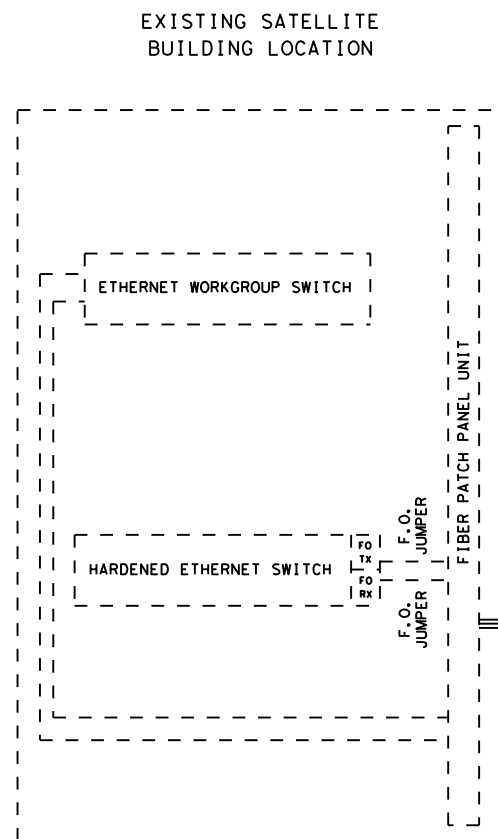 EXISTING SATELLITE
BUILDING LOCATION
ETHERNET WORKGROUP SWITCH
FIBER PATCH PANEL UNIT
F.O.
JUMPER
HARDENED ETHERNET SWITCH
FO
TX
FO
RX
F.O.
JUMPER